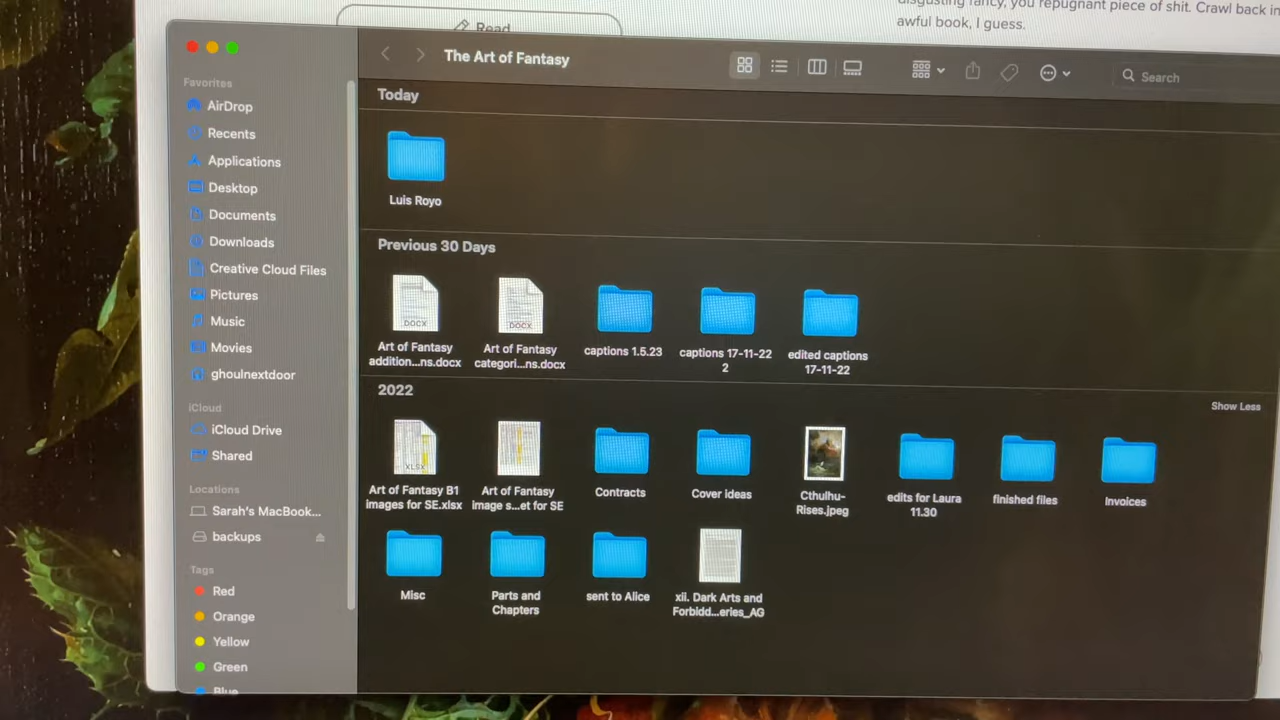 disgusting fancy, you repugnant piece of shit. Crawl back in
awful book, I guess.
Read
The Art of Fantasy
Search
Favorites
AirDrop
Recents
Applications
Desktop
Documents
Downloads
Creative Cloud Files
Pictures
Music
Movies
ghoulnextdoor
iCloud
iCloud Drive
Shared
Locations
Sarah's MacBook...
backups
Tags
Red
Orange
Yellow
Green
Blue
Today
Luis Royo
Previous 30 Days
DOCX
Art of Fantasy
addition...ns.docx
DOCX
Art of Fantasy
categori...ns.docx
captions 1.5.23
captions 17-11-22
2
edited captions
17-11-22
2022
Show Less
XLSX
Art of Fantasy B1
images for SE.xlsx
Art of Fantasy
image s...et for SE
Contracts
Cover ideas
Cthulhu-
Rises.jpeg
edits for Laura
11.30
finished files
Invoices
Misc
Parts and
Chapters
sent to Alice
xii. Dark Arts and
Forbidd...eries_AG